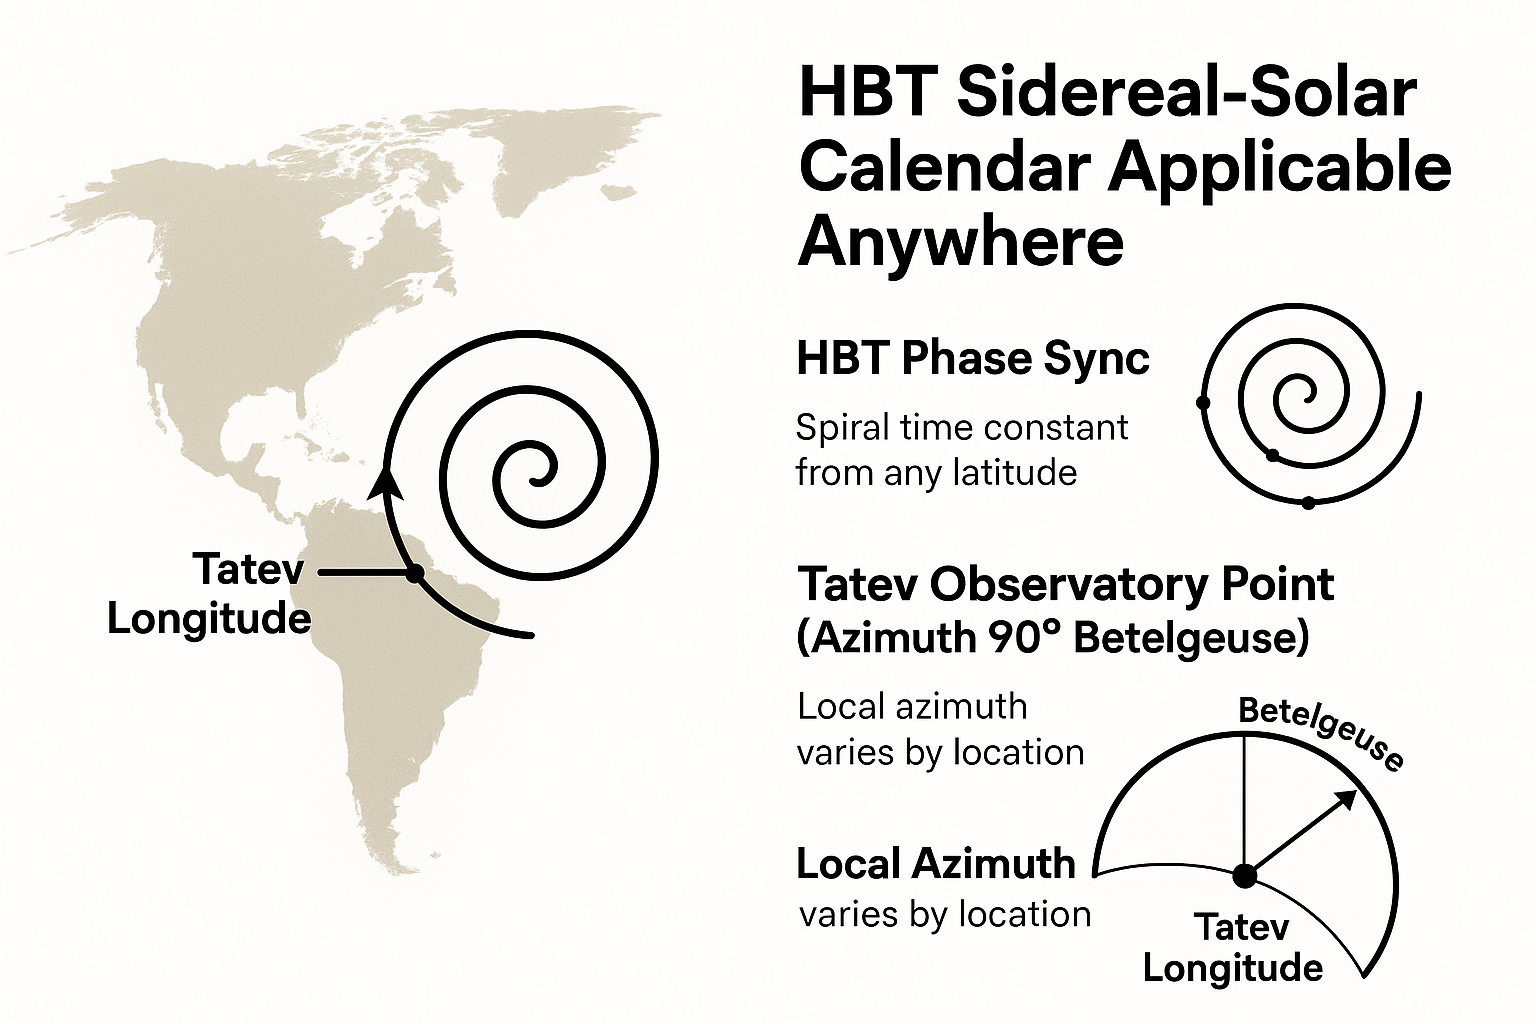 HBT Sidereal-Solar
Calendar Applicable
Anywhere
HBT Phase Sync
Spiral time constant
from any latitude
Tatev
Longitude
Tatev Observatory Point
(Azimuth 90° Betelgeuse)
Local azimuth
varies by location
Betelgeuse
Local Azimuth
varies by location
Tatev
Longitude